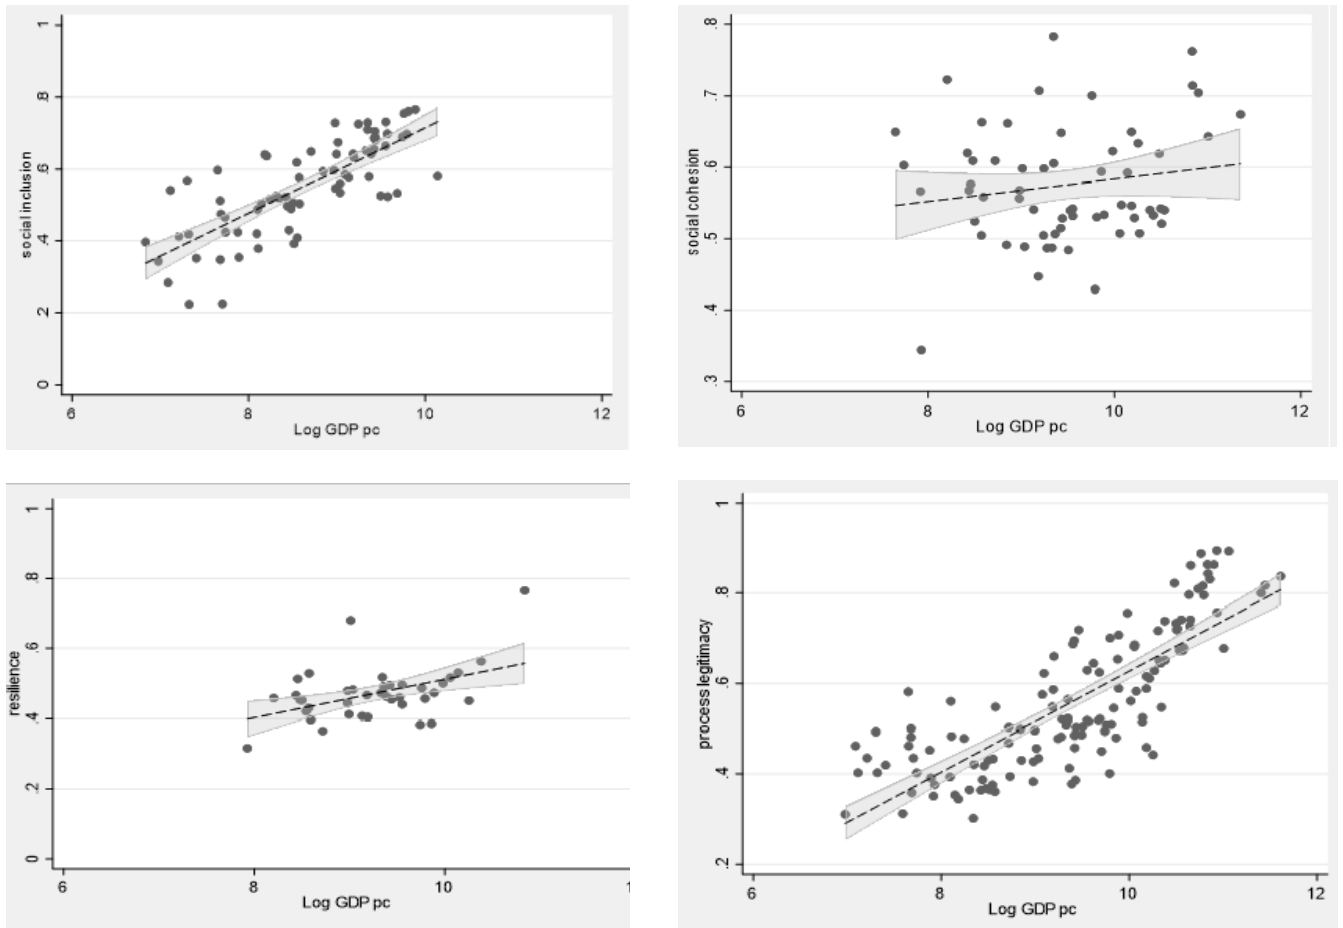 social inclusion
1
.8
.6
.4
.2
0
6 8 10 12
Log GDP pc
social cohesion
.8
.7
.6
.5
.4
.3
6 8 10 12
Log GDP pc
resilience
1
.8
.6
.4
.2
0
6 8 10 1
Log GDP pc
process legitimacy
1
.8
.6
.4
.2
6 8 10 12
Log GDP pc